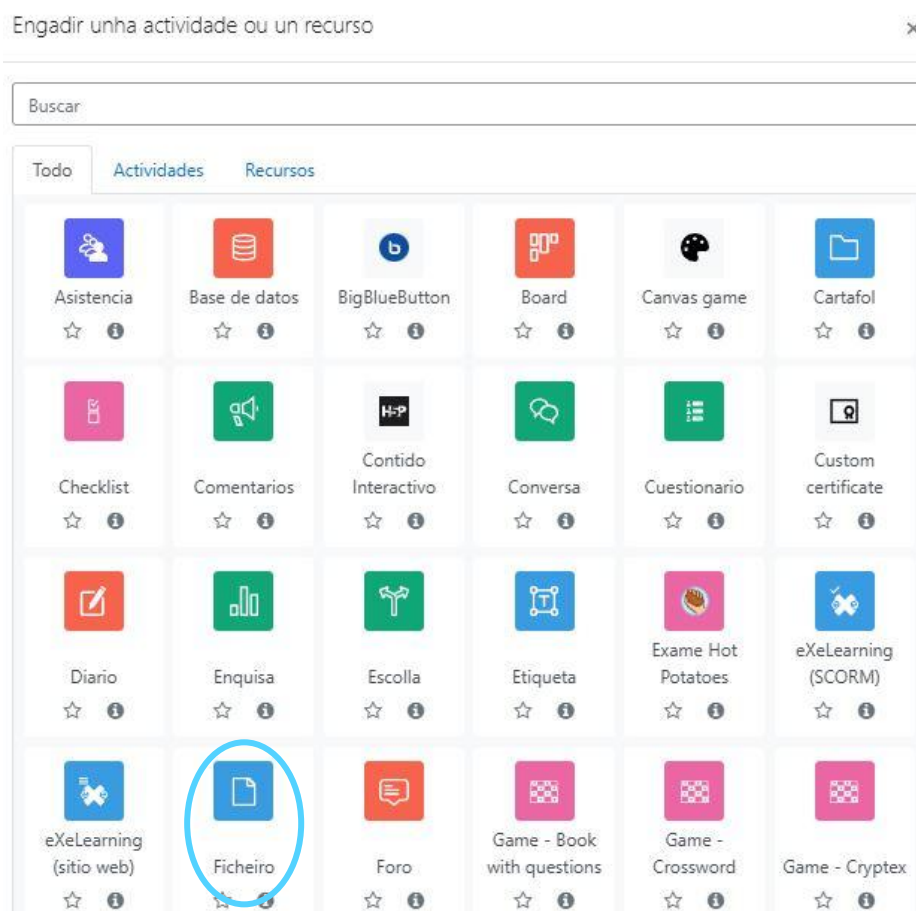 Engadir unha actividade ou un recurso
Buscar
Todo Actividades Recursos
Asistencia Base de datos BigBlueButton Board Canvas game Cartafol
H-P
Checklist Comentarios Contido Interactivo Conversa Cuestionario Custom certificate
Diario Enquisa Escolla Etiqueta Exame Hot Potatoes eXeLearning (SCORM)
eXeLearning (sitio web) Ficheiro Foro Game - Book with questions Game - Crossword Game - Cryptex